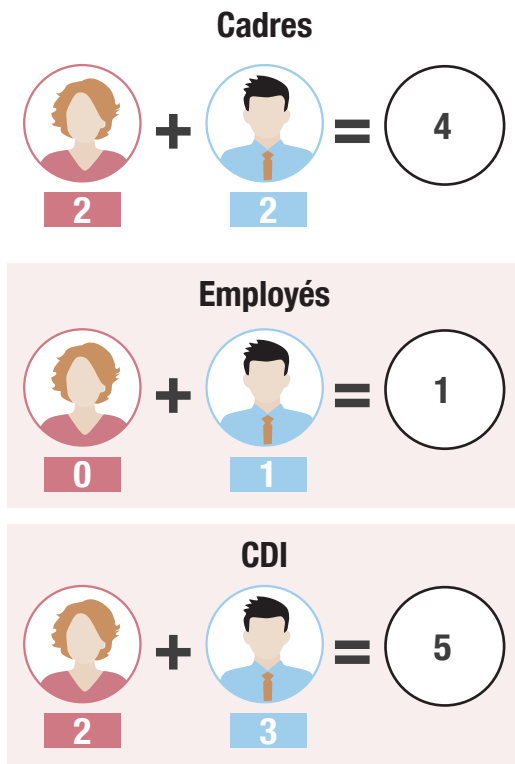 Cadres
+ = 4
2 2
Employés
+ = 1
0 1
CDI
+ = 5
2 3